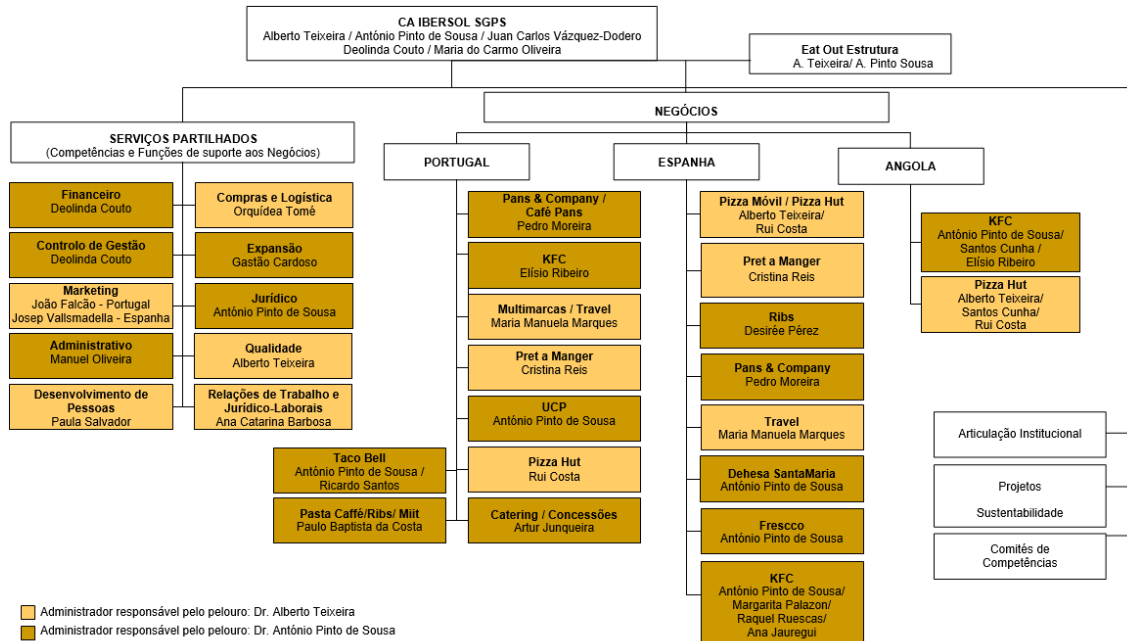 CA IBERSOL SGPS
Alberto Teixeira / António Pinto de Sousa / Juan Carlos Vázquez-Dodero
Deolinda Couto / Maria do Carmo Oliveira
Eat Out Estrutura
A. Teixeira/ A. Pinto Sousa
SERVIÇOS PARTILHADOS
(Competências e Funções de suporte aos Negócios)
Financeiro
Deolinda Couto
Compras e Logística
Orquídea Tomé
Controlo de Gestão
Deolinda Couto
Expansão
Gastão Cardoso
Marketing
João Falcão - Portugal
Josep Vallsmadella - Espanha
Jurídico
António Pinto de Sousa
Administrativo
Manuel Oliveira
Qualidade
Alberto Teixeira
Desenvolvimento de
Pessoas
Paula Salvador
Relações de Trabalho e
Jurídico-Laborais
Ana Catarina Barbosa
NEGÓCIOS
PORTUGAL
Pans & Company /
Café Pans
Pedro Moreira
KFC
Elísio Ribeiro
Multimarcas / Travel
Maria Manuela Marques
Pret a Manger
Cristina Reis
UCP
António Pinto de Sousa
Taco Bell
António Pinto de Sousa /
Ricardo Santos
Pizza Hut
Rui Costa
Pasta Caffé/Ribs/ Miit
Paulo Baptista da Costa
Catering / Concessões
Artur Junqueira
ESPANHA
Pizza Móvil / Pizza Hut
Alberto Teixeira/
Rui Costa
Pret a Manger
Cristina Reis
Ribs
Desirée Pérez
Pans & Company
Pedro Moreira
Travel
Maria Manuela Marques
Dehesa SantaMaria
António Pinto de Sousa
Frescco
António Pinto de Sousa
KFC
António Pinto de Sousa/
Margarita Palazon/
Raquel Ruescas/
Ana Jauregui
ANGOLA
KFC
António Pinto de Sousa/
Santos Cunha /
Elísio Ribeiro
Pizza Hut
Alberto Teixeira/
Santos Cunha/
Rui Costa
Articulação Institucional
Projetos
Sustentabilidade
Comités de
Competências
Administrador responsável pelo pelouro: Dr. Alberto Teixeira
Administrador responsável pelo pelouro: Dr. António Pinto de Sousa